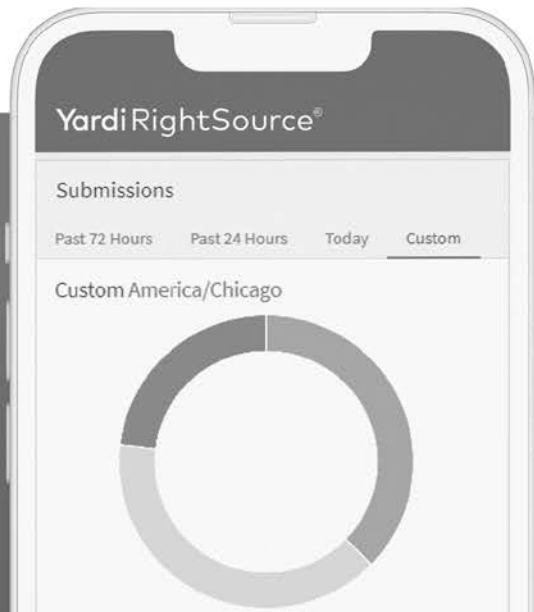 YardiRightSource®
Submissions
Past 72 Hours Past 24 Hours Today Custom
Custom America/Chicago